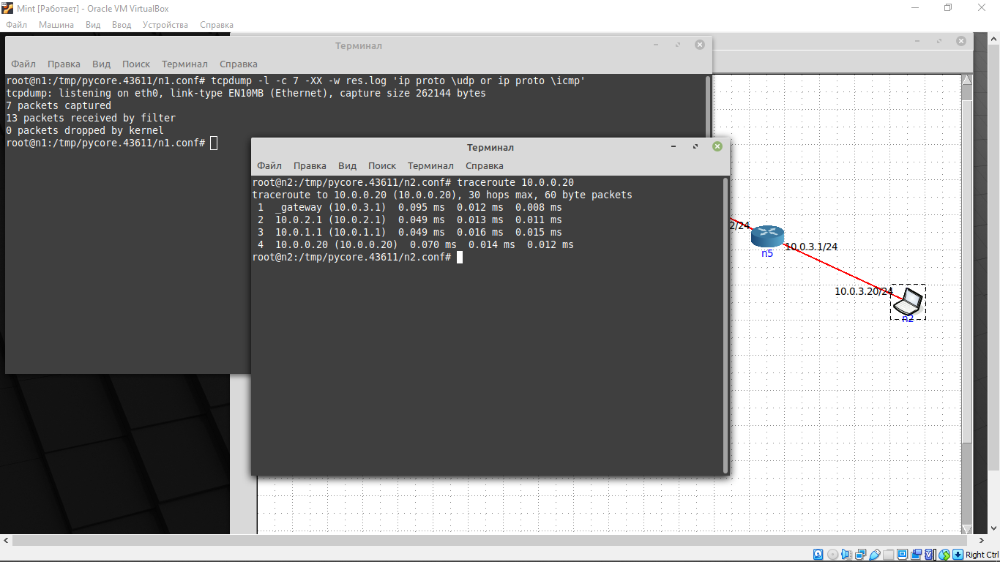 Mint [Работает] - Oracle VM VirtualBox
Файл Машина Вид Ввод Устройства Справка
Терминал
Файл Правка Вид Поиск Терминал Справка
root@n1:/tmp/pycore.43611/n1.conf# tcpdump -l -c 7 -XX -w res.log 'ip proto \udp or ip proto \icmp'
tcpdump: listening on eth0, link-type EN10MB (Ethernet), capture size 262144 bytes
7 packets captured
13 packets received by filter
0 packets dropped by kernel
root@n1:/tmp/pycore.43611/n1.conf#
Терминал
Файл Правка Вид Поиск Терминал Справка
root@n2:/tmp/pycore.43611/n2.conf# traceroute 10.0.0.20
traceroute to 10.0.0.20 (10.0.0.20), 30 hops max, 60 byte packets
1 _gateway (10.0.3.1) 0.095 ms 0.012 ms 0.008 ms
2 10.0.2.1 (10.0.2.1) 0.049 ms 0.013 ms 0.011 ms
3 10.0.1.1 (10.0.1.1) 0.049 ms 0.016 ms 0.015 ms
4 10.0.0.20 (10.0.0.20) 0.070 ms 0.014 ms 0.012 ms
root@n2:/tmp/pycore.43611/n2.conf#
2/24
10.0.3.1/24
n5
10.0.3.20/24
n2
Right Ctrl